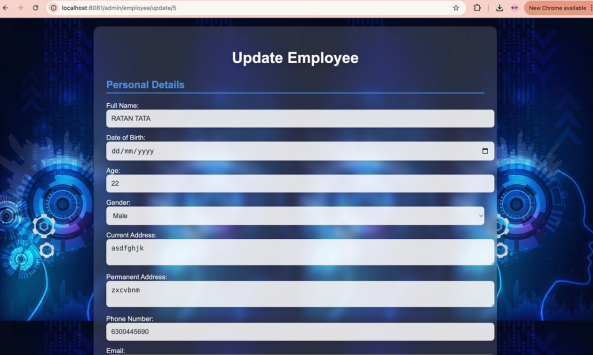 localhost:8081/admin/employee/update/5
New Chrome available
Update Employee
Personal Details
Full Name:
RATAN TATA
Date of Birth:
dd/mm/yyyy
Age:
22
Gender:
Male
Current Address:
asdfghjk
Permanent Address:
zxcvbnm
Phone Number:
6300445690
Email: